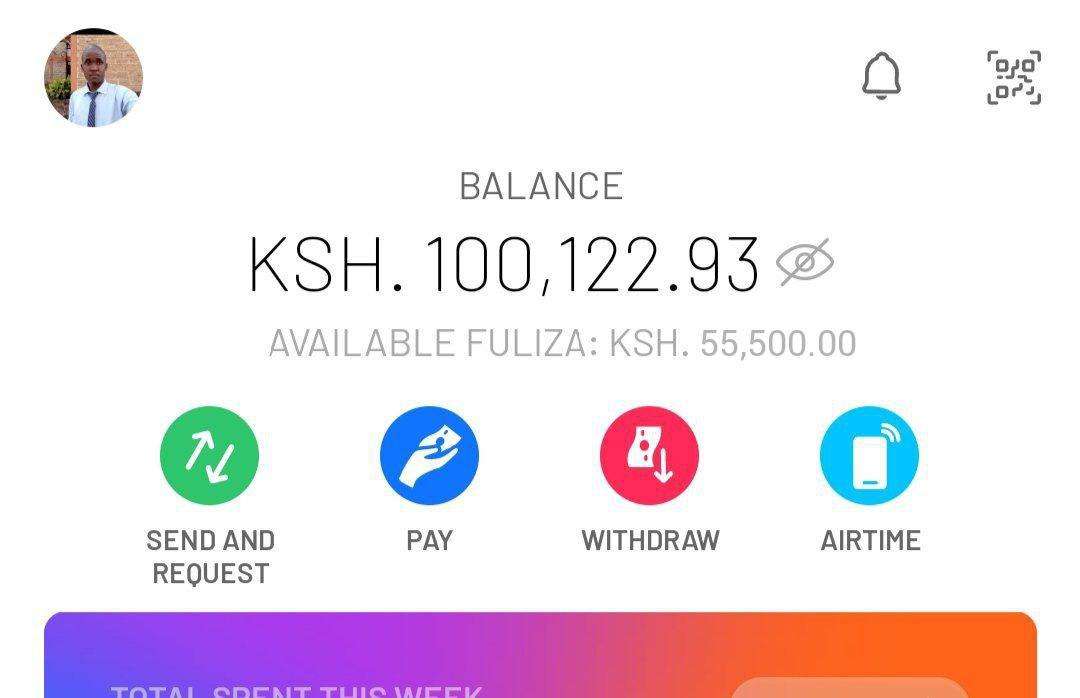 BALANCE
KSH. 100,122.93
AVAILABLE FULIZA: KSH. 55,500.00
SEND AND
REQUEST
PAY
WITHDRAW
AIRTIME
TOTAL SPENT THIS WEEK